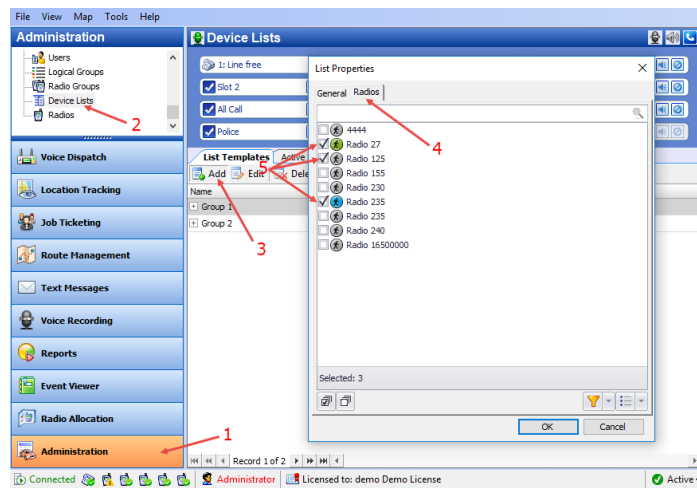 File View Map Tools Help
Administration
Users
Logical Groups
Radio Groups
Device Lists
Radios
2
Voice Dispatch
Location Tracking
Job Ticketing
Route Management
Text Messages
Voice Recording
Reports
Event Viewer
Radio Allocation
Administration
1
Device Lists
1: Line free
Slot 2
All Call
Police
List Templates Active
Add Edit Dele
Name
Group 1
Group 2
3
Record 1 of 2
List Properties
General Radios
4
5
4444
Radio 27
Radio 125
Radio 155
Radio 230
Radio 235
Radio 235
Radio 240
Radio 16500000
Selected: 3
OK Cancel
Connected Administrator Licensed to: demo Demo License Active s